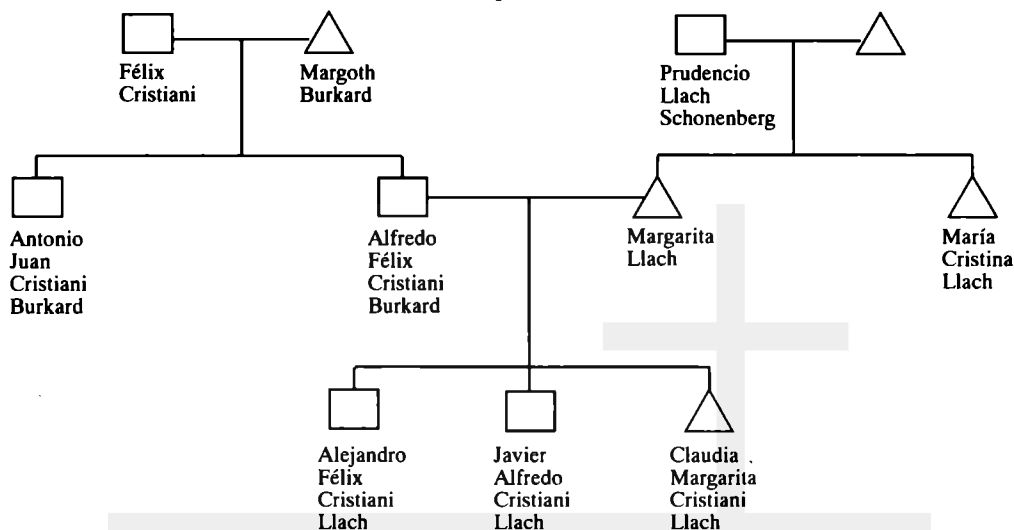 Félix
Cristiani
Margoth
Burkard
Prudencio
Llach
Schonenberg
Antonio
Juan
Cristiani
Burkard
Alfredo
Félix
Cristiani
Burkard
Margarita
Llach
María
Cristina
Llach
Alejandro
Félix
Cristiani
Llach
Javier
Alfredo
Cristiani
Llach
Claudia
Margarita
Cristiani
Llach